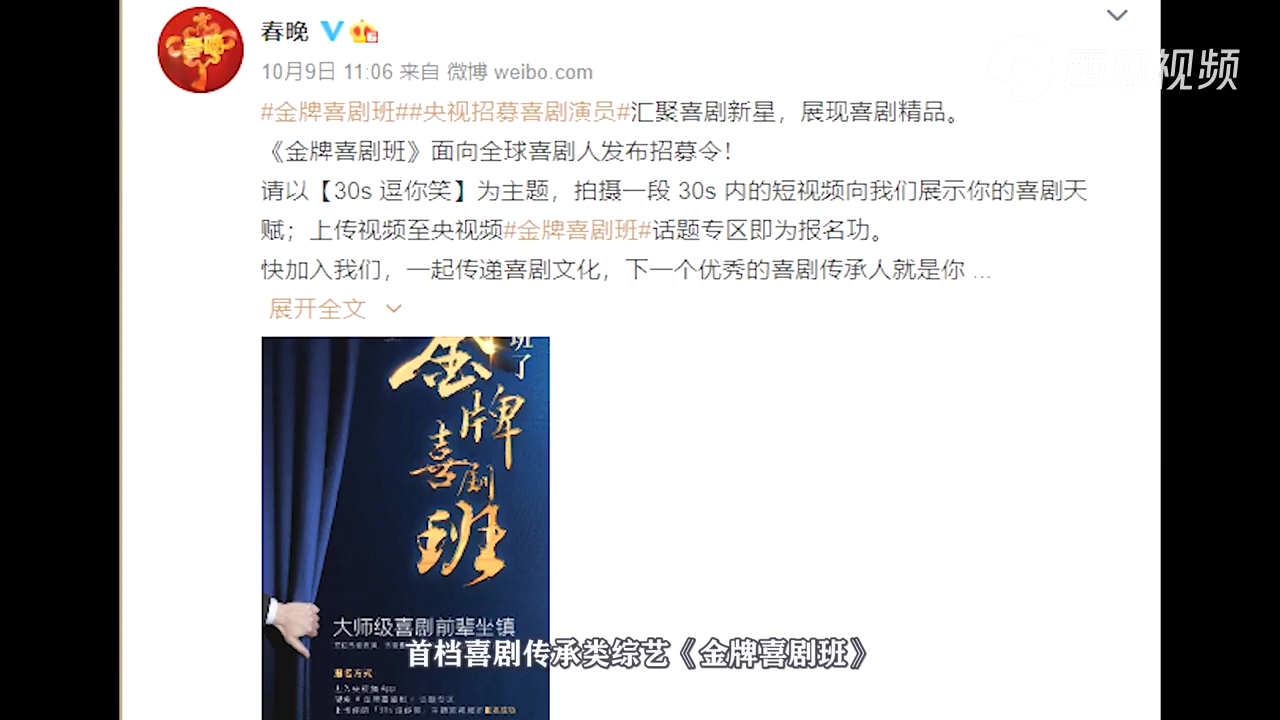 春晚
10月9日 11:06 来自 微博 weibo.com
西瓜视频
#金牌喜剧班##央视招募喜剧演员#汇聚喜剧新星，展现喜剧精品。
《金牌喜剧班》面向全球喜剧人发布招募令！
请以【30s 逗你笑】为主题，拍摄一段 30s 内的短视频向我们展示你的喜剧天
赋；上传视频至央视频#金牌喜剧班#话题专区即为报名功。
快加入我们，一起传递喜剧文化，下一个优秀的喜剧传承人就是你 ...
展开全文
班了
金牌喜剧班
大师级喜剧前辈坐镇
首档喜剧传承类综艺《金牌喜剧班》
报名方式